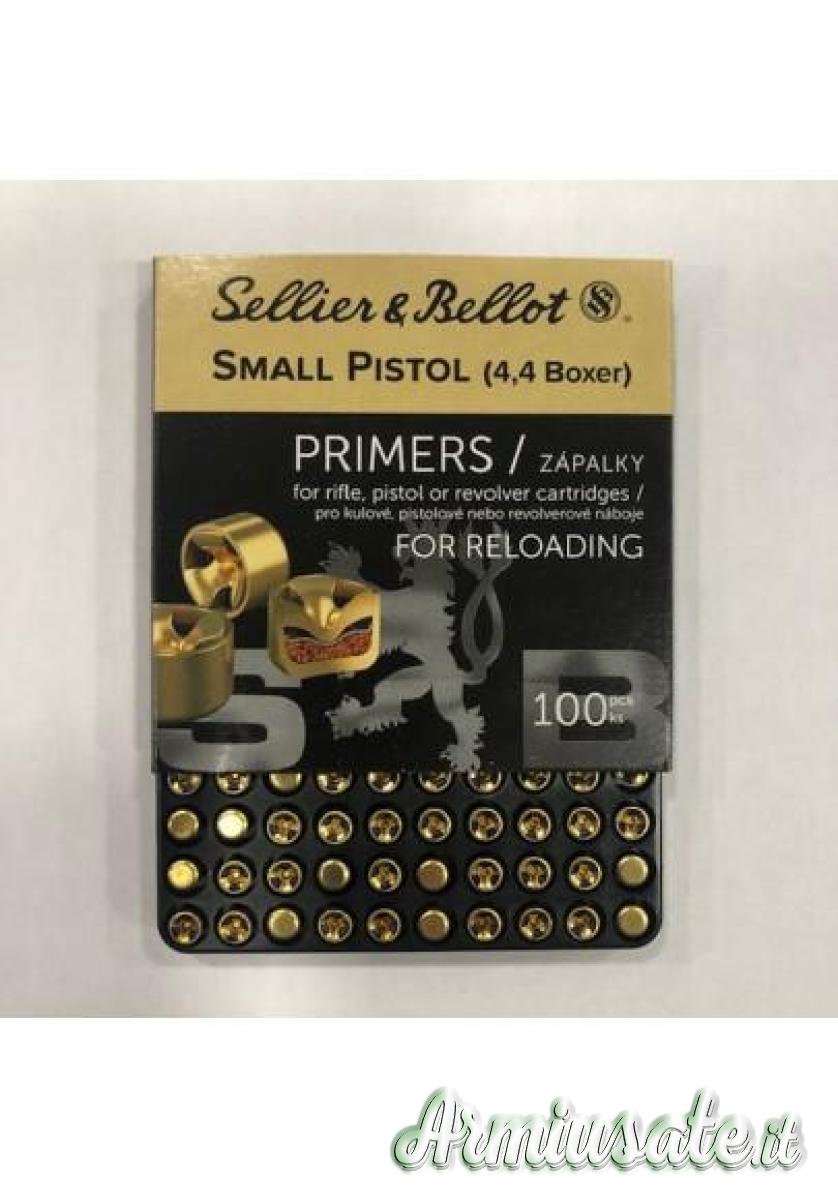 Sellier & Bellot
SMALL PISTOL (4,4 Boxer)
PRIMERS / ZÁPALKY
for rifle, pistol or revolver cartridges /
pro kulové, pistolové nebo revolverové náboje
FOR RELOADING
S B
100 pcs
ks
Armiusate.it